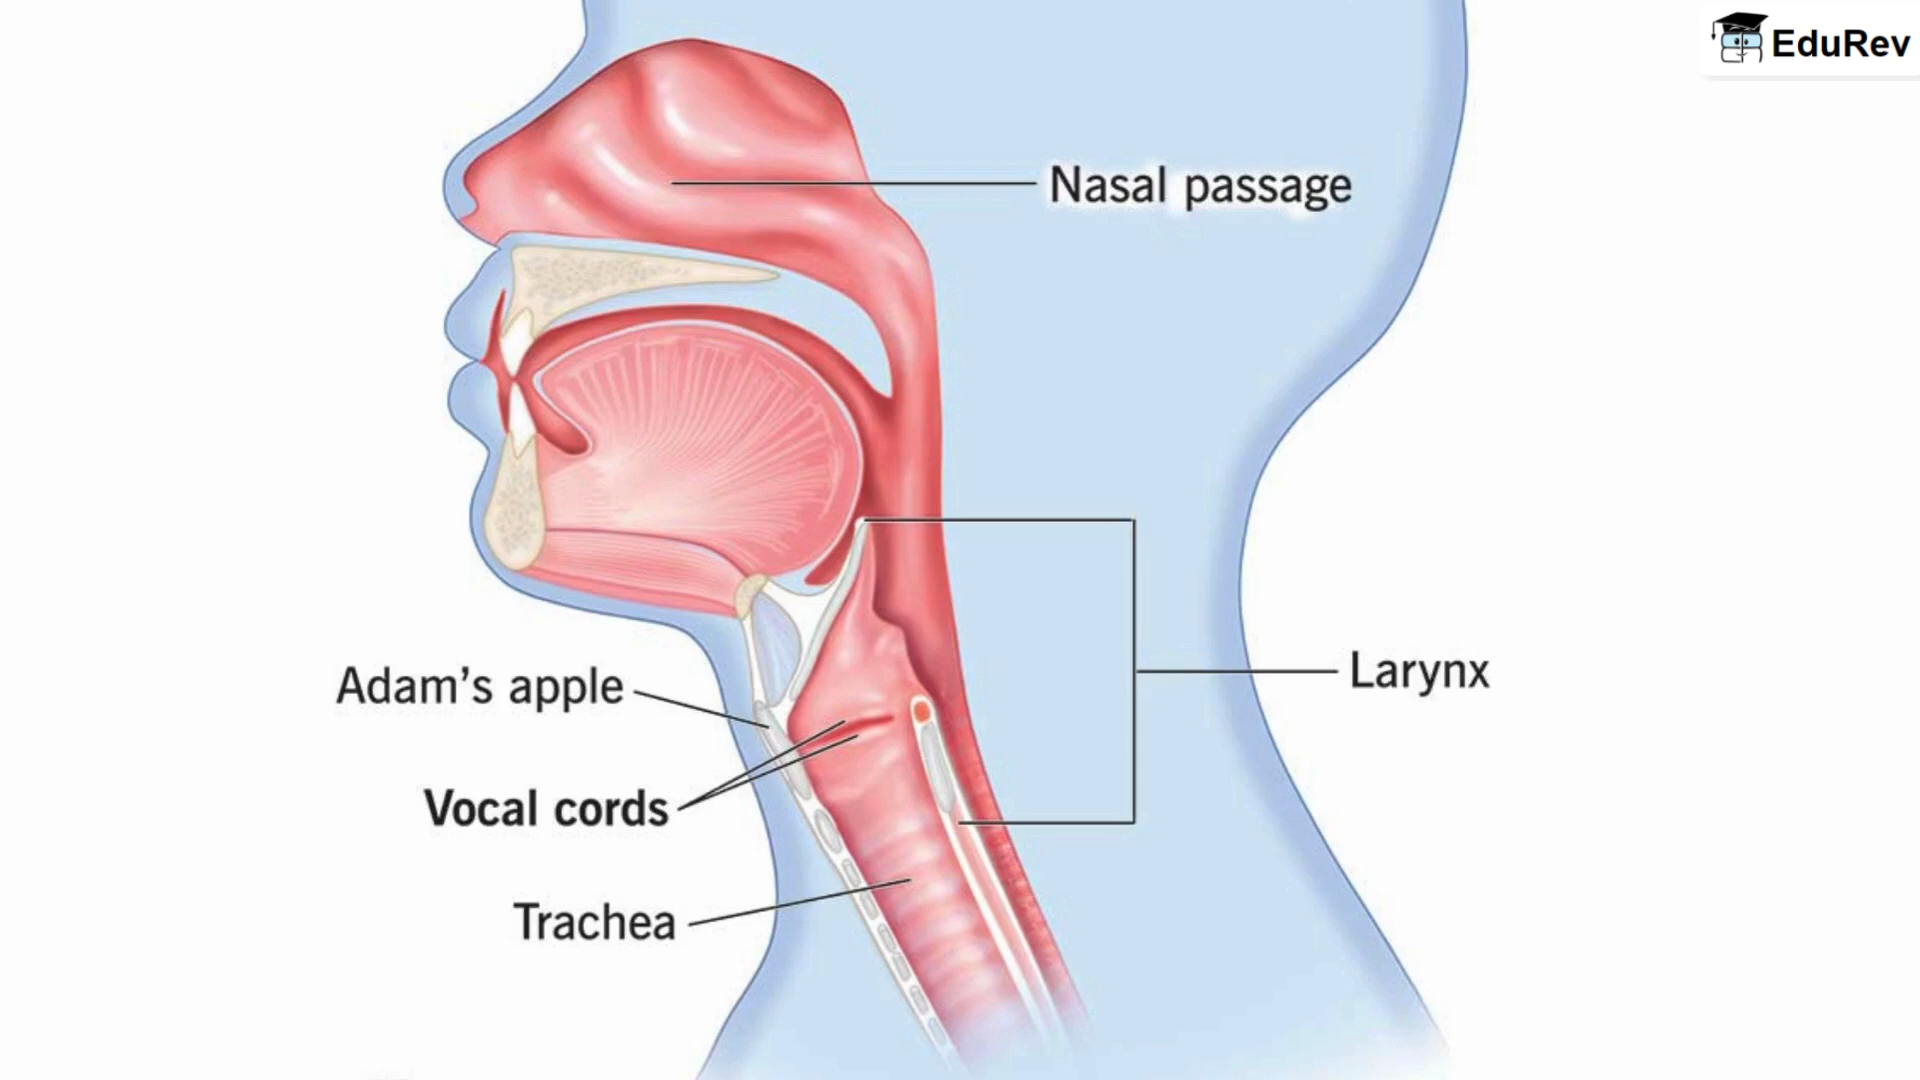 EduRev
Nasal passage
Adam's apple
Larynx
Vocal cords
Trachea